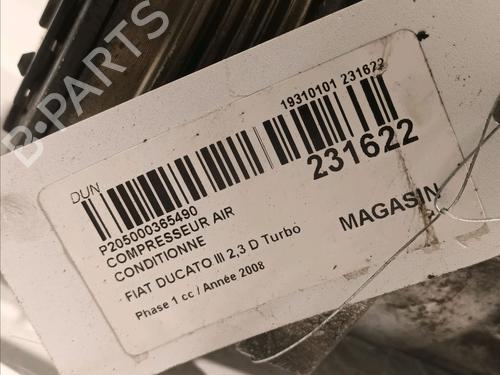 B-PARTS
DUN
19310101 231622
231622
P205000365490
COMPRESSEUR AIR
CONDITIONNE
FIAT DUCATO III 2,3 D Turbo
Phase 1 cc / Année 2008
MAGASIN